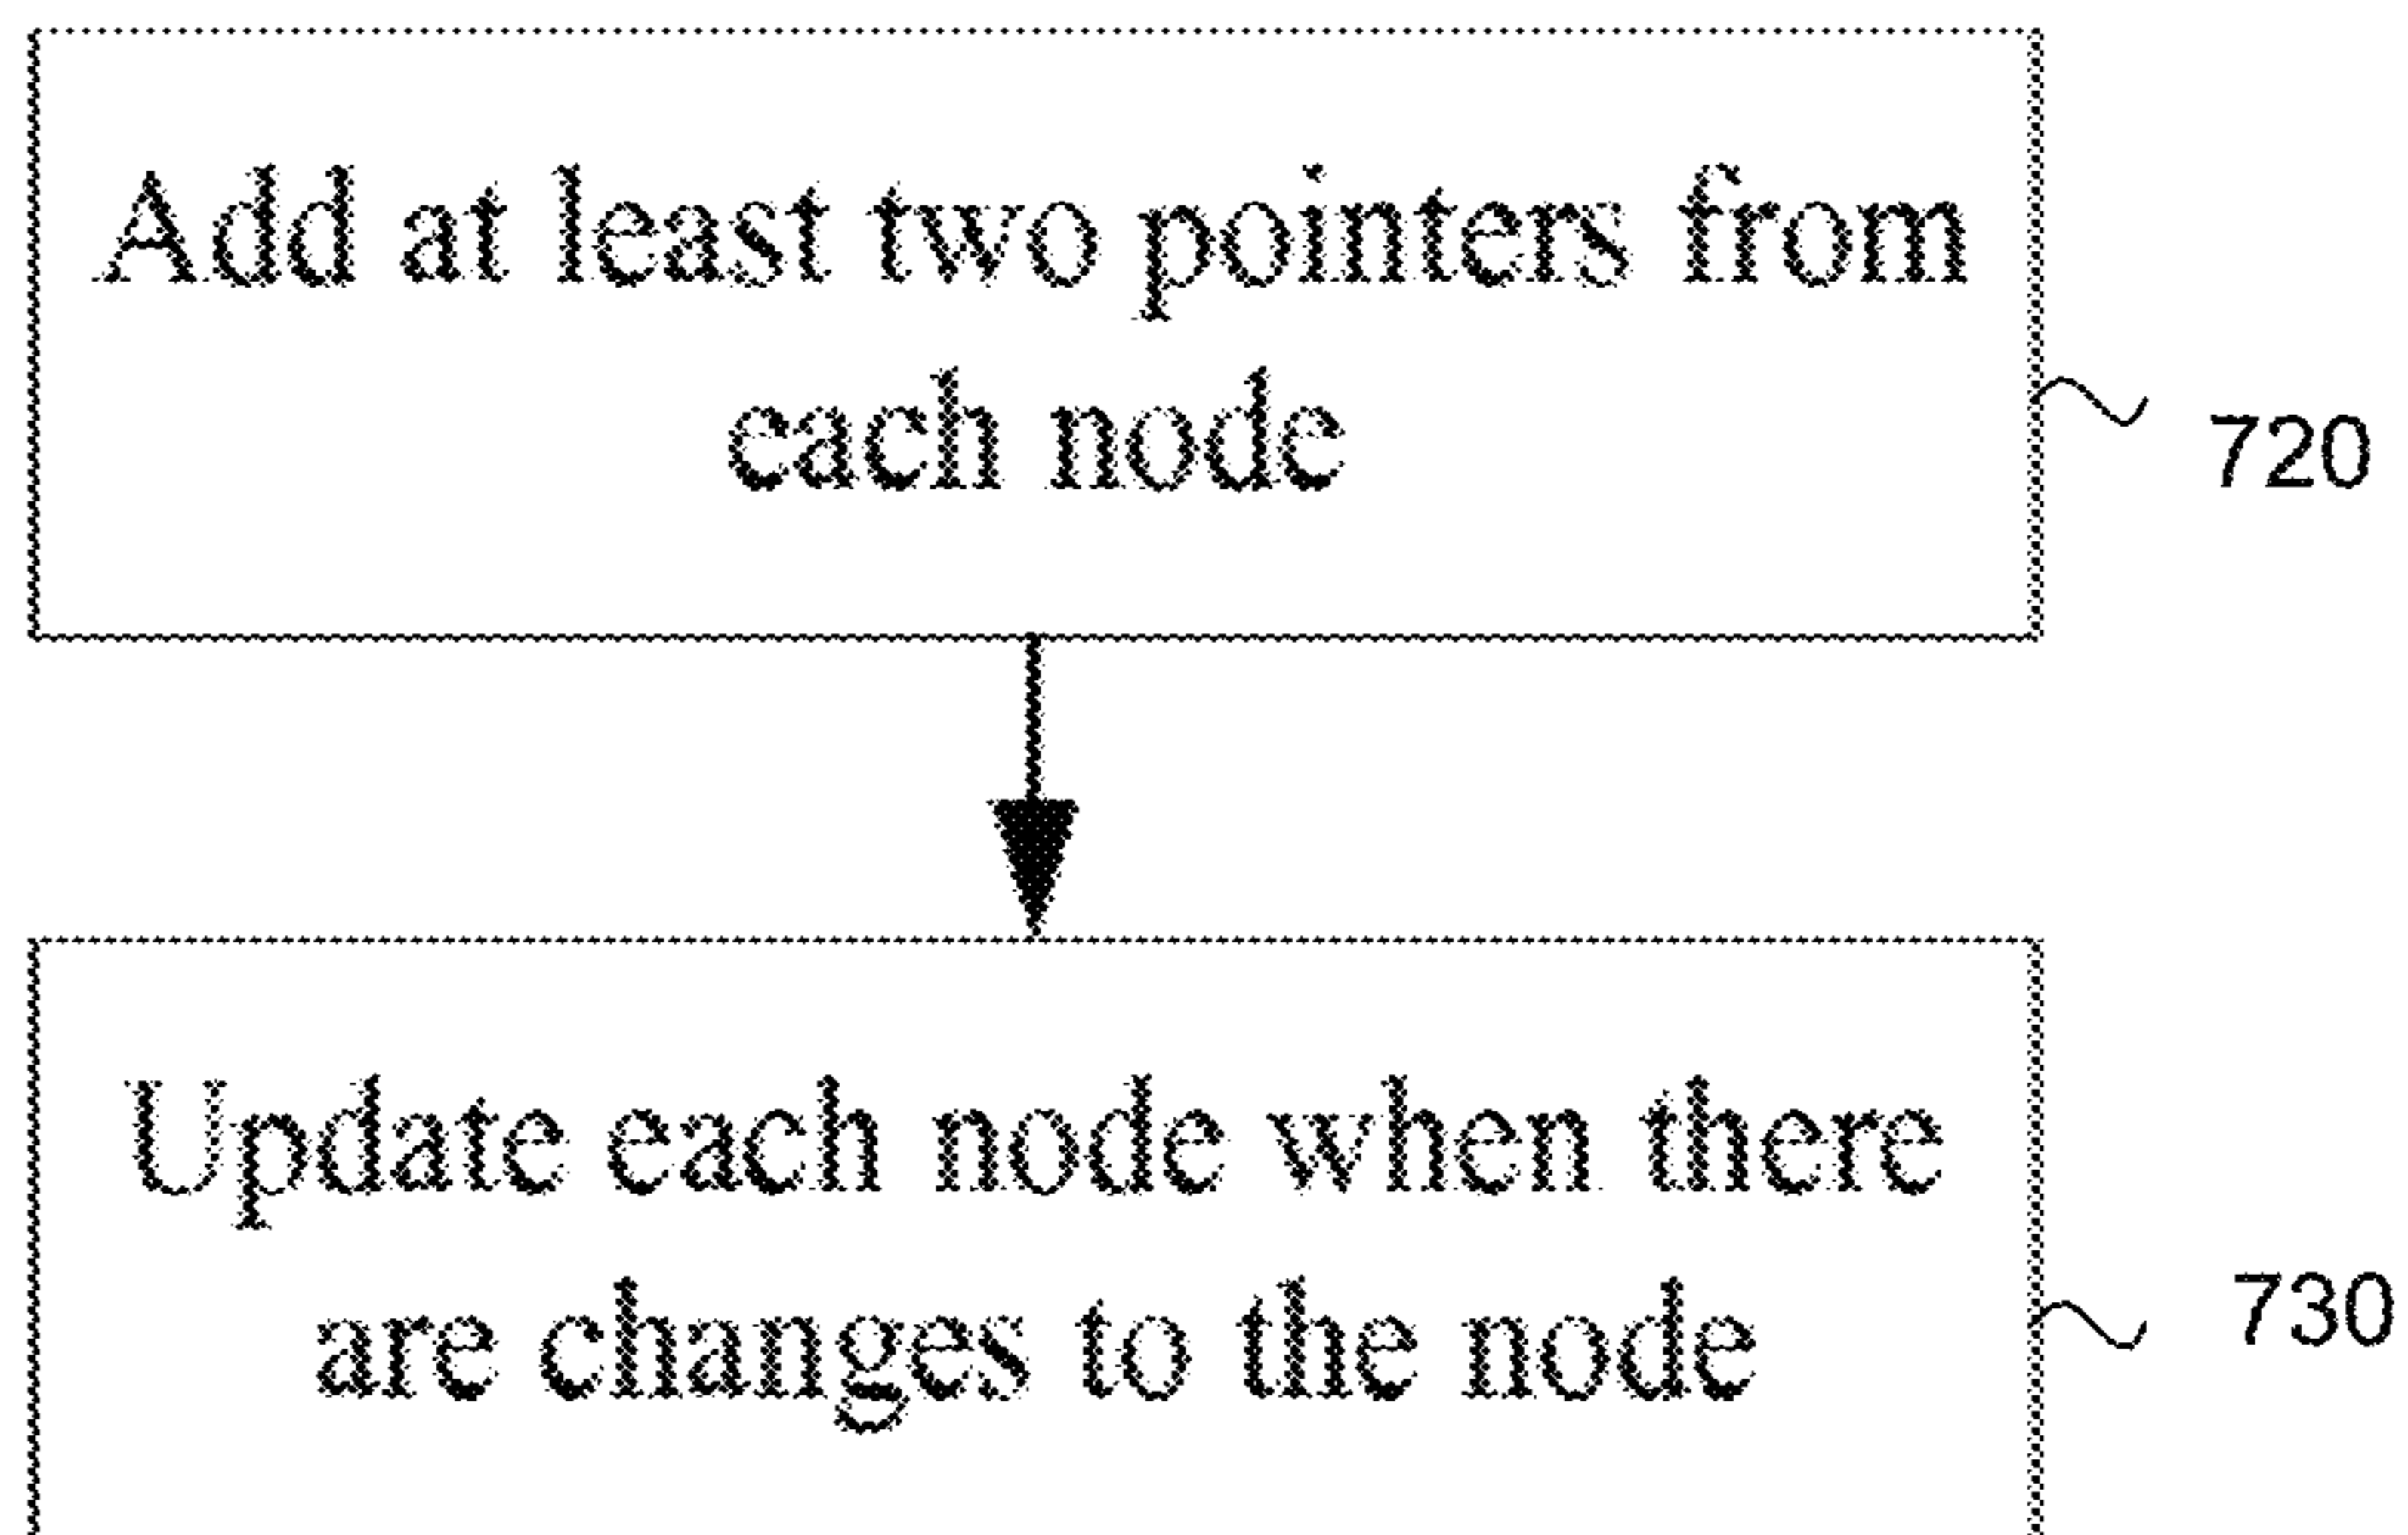 Add at least two pointers from
each node
720
Update each node when there
are changes to the node
730